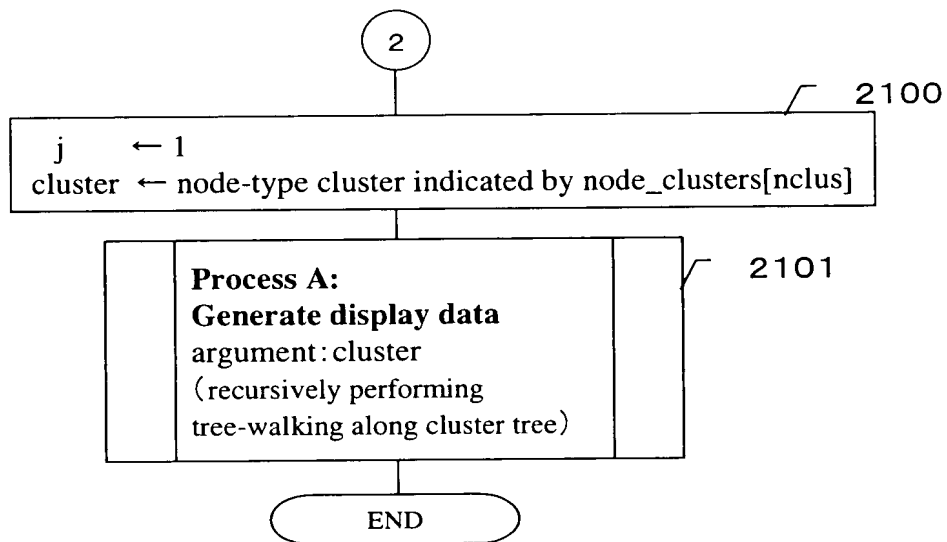 2
2100
j ← 1
cluster ← node-type cluster indicated by node_clusters[nclus]
2101
Process A:
Generate display data
argument:cluster
(recursively performing
tree-walking along cluster tree)
END